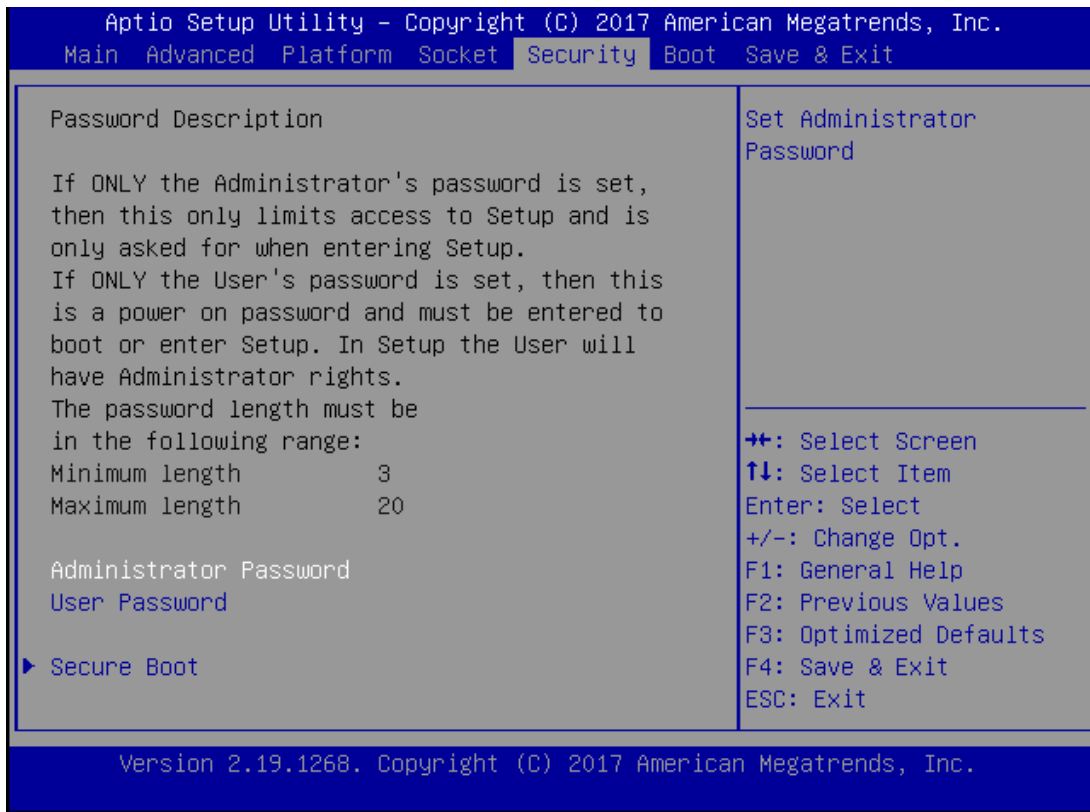 Aptio Setup Utility – Copyright (C) 2017 American Megatrends, Inc.
Main Advanced Platform Socket Security Boot Save & Exit
Password Description
If ONLY the Administrator's password is set,
then this only limits access to Setup and is
only asked for when entering Setup.
If ONLY the User's password is set, then this
is a power on password and must be entered to
boot or enter Setup. In Setup the User will
have Administrator rights.
The password length must be
in the following range:
Minimum length 3
Maximum length 20
Administrator Password
User Password
Secure Boot
Set Administrator
Password
→←: Select Screen
↑↓: Select Item
Enter: Select
+/-: Change Opt.
F1: General Help
F2: Previous Values
F3: Optimized Defaults
F4: Save & Exit
ESC: Exit
Version 2.19.1268. Copyright (C) 2017 American Megatrends, Inc.